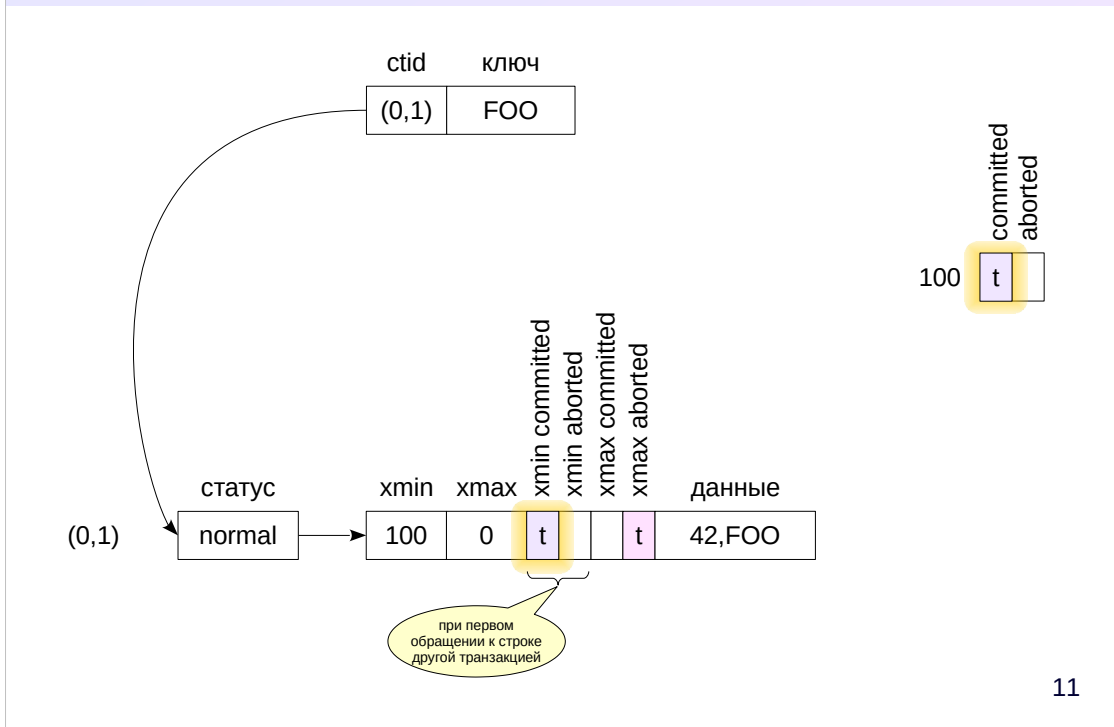 ctid ключ
(0,1) FOO
committed
aborted
100 t
xmin committed
xmin aborted
xmax committed
xmax aborted
статус xmin xmax данные
(0,1) normal 100 0 t t 42,FOO
при первом
обращении к строке
другой транзакцией
11